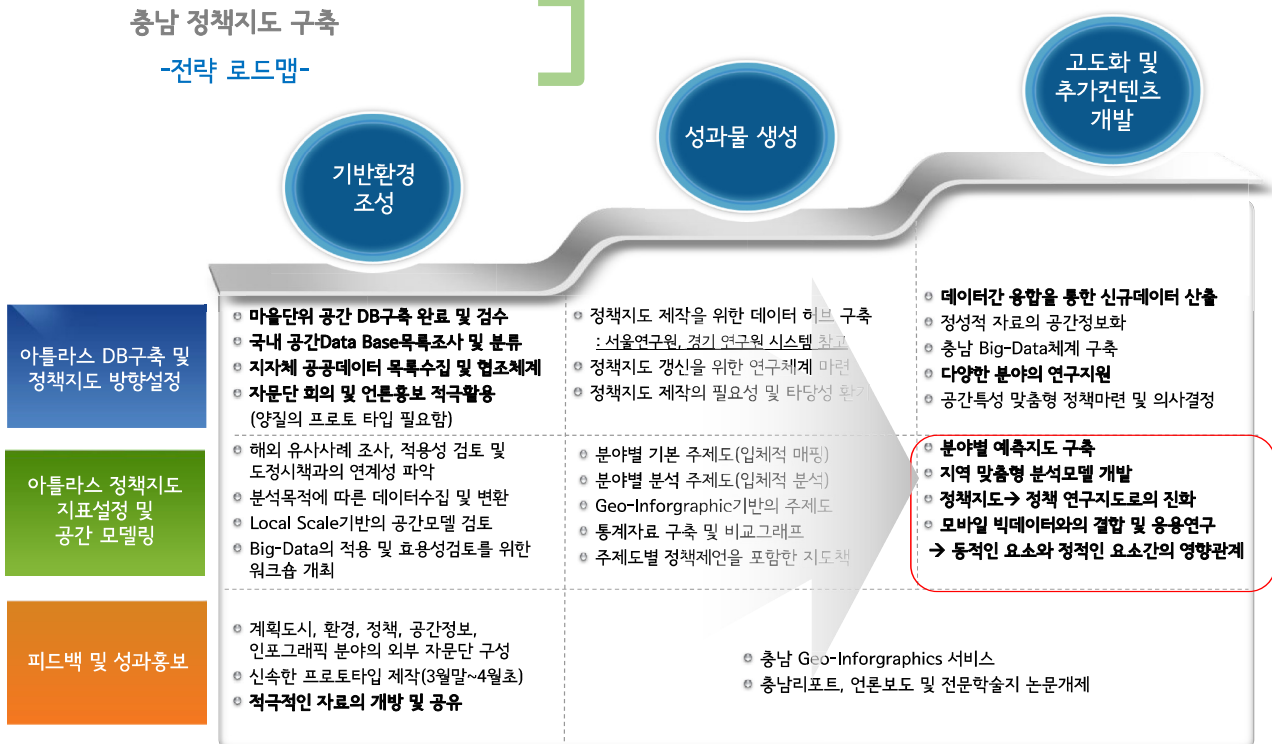 충남 정책지도 구축
-전략 로드맵-
기반환경
조성
성과물 생성
고도화 및
추가컨텐츠
개발
아틀라스 DB구축 및
정책지도 방향설정
마을단위 공간 DB구축 완료 및 검수
국내 공간Data Base목록조사 및 분류
지자체 공공데이터 목록수집 및 협조체계
자문단 회의 및 언론홍보 적극활용
(양질의 프로토 타입 필요함)
정책지도 제작을 위한 데이터 허브 구축
: 서울연구원, 경기 연구원 시스템 참고
정책지도 갱신을 위한 연구체계 마련
정책지도 제작의 필요성 및 타당성 환기
데이터간 융합을 통한 신규데이터 산출
정성적 자료의 공간정보화
충남 Big-Data체계 구축
다양한 분야의 연구지원
공간특성 맞춤형 정책마련 및 의사결정
아틀라스 정책지도
지표설정 및
공간 모델링
해외 유사사례 조사, 적용성 검토 및
도정시책과의 연계성 파악
분석목적에 따른 데이터수집 및 변환
Local Scale기반의 공간모델 검토
Big-Data의 적용 및 효용성검토를 위한
워크숍 개최
분야별 기본 주제도(입체적 매핑)
분야별 분석 주제도(입체적 분석)
Geo-Inforgraphic기반의 주제도
통계자료 구축 및 비교그래프
주제도별 정책제언을 포함한 지도책
분야별 예측지도 구축
지역 맞춤형 분석모델 개발
정책지도→ 정책 연구지도로의 진화
모바일 빅데이터와의 결합 및 응용연구
→ 동적인 요소와 정적인 요소간의 영향관계
피드백 및 성과홍보
계획도시, 환경, 정책, 공간정보,
인포그래픽 분야의 외부 자문단 구성
신속한 프로토타입 제작(3월말~4월초)
적극적인 자료의 개방 및 공유
충남 Geo-Inforgraphics 서비스
충남리포트, 언론보도 및 전문학술지 논문개제